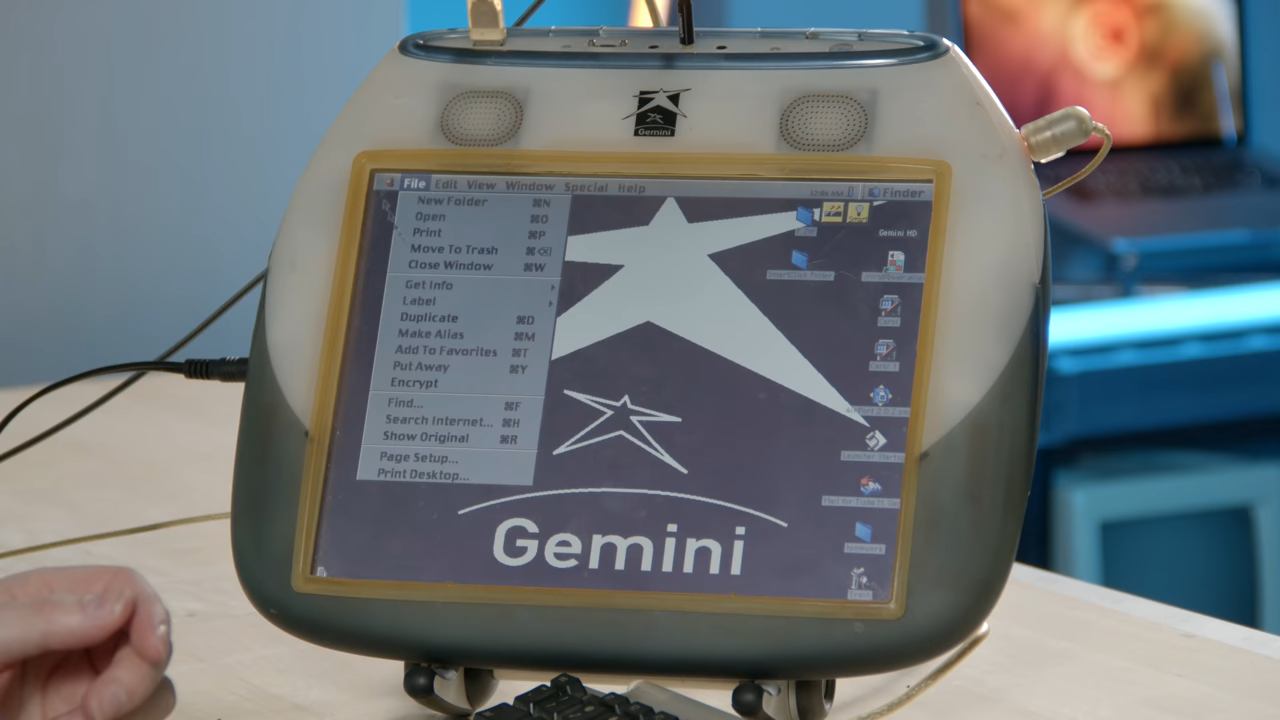 Gemini
File Edit View Window Special Help
Finder
New Folder ⌘N
Open ⌘O
Print ⌘P
Move To Trash ⌘⌫
Close Window ⌘W
Get Info
Label
Duplicate ⌘D
Make Alias ⌘M
Add To Favorites ⌘T
Put Away ⌘Y
Encrypt
Find... ⌘F
Search Internet... ⌘H
Show Original ⌘R
Page Setup...
Print Desktop...
Gemini HD
Trash
Gemini